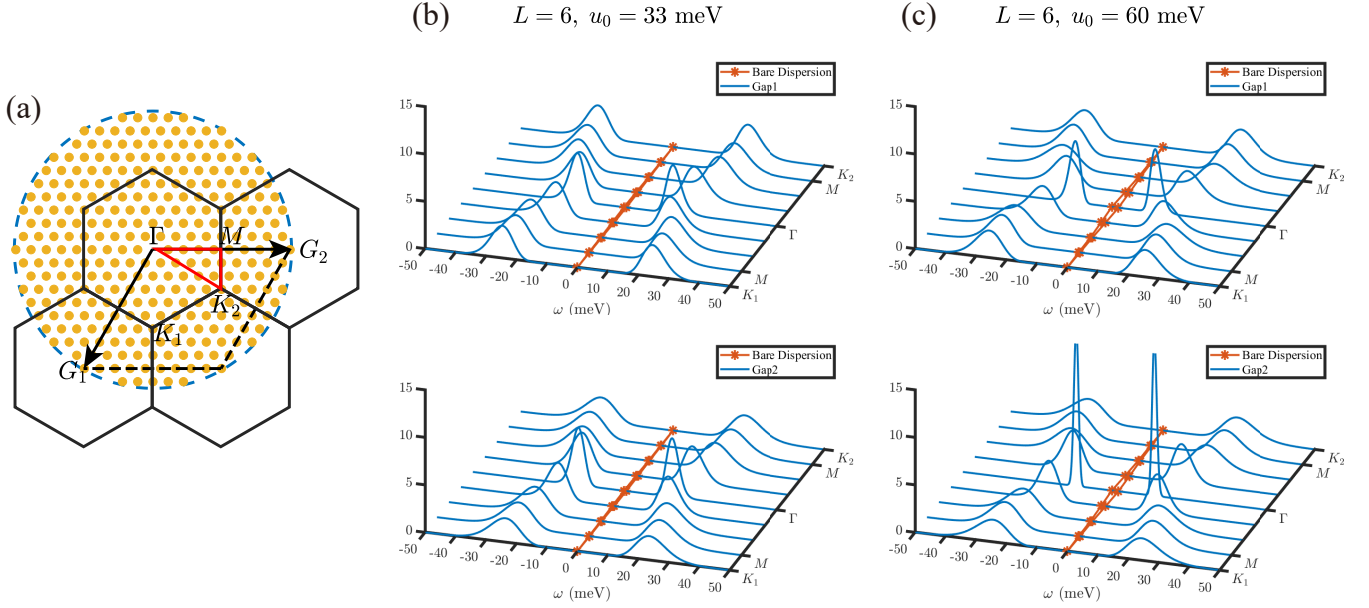 (a)
Γ
M
G₂
K₂
K₁
G₁
(b)
L = 6, u₀ = 33 meV
Bare Dispersion
Gap1
15
10
5
0
-50
-40
-30
-20
-10
0
10
20
30
40
50
ω (meV)
K₂
M
Γ
M
K₁
Bare Dispersion
Gap2
15
10
5
0
-50
-40
-30
-20
-10
0
10
20
30
40
50
ω (meV)
K₂
M
Γ
M
K₁
(c)
L = 6, u₀ = 60 meV
Bare Dispersion
Gap1
15
10
5
0
-50
-40
-30
-20
-10
0
10
20
30
40
50
ω (meV)
K₂
M
Γ
M
K₁
Bare Dispersion
Gap2
15
10
5
0
-50
-40
-30
-20
-10
0
10
20
30
40
50
ω (meV)
K₂
M
Γ
M
K₁